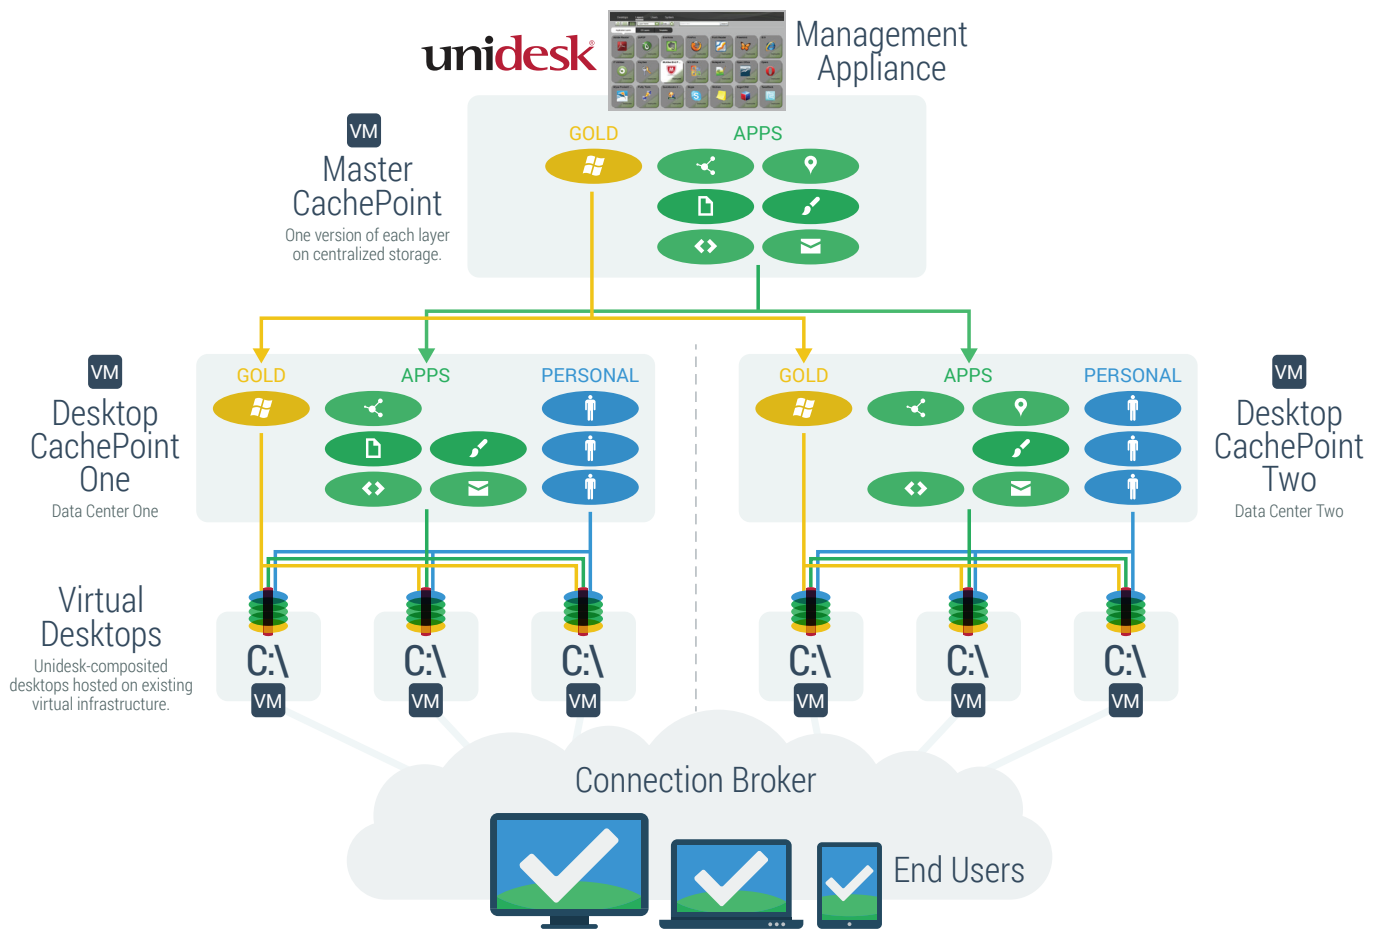 unidesk®
Management
Appliance
VM
Master
CachePoint
One version of each layer
on centralized storage.
GOLD
APPS
VM
Desktop
CachePoint
One
Data Center One
GOLD
APPS
PERSONAL
GOLD
APPS
PERSONAL
VM
Desktop
CachePoint
Two
Data Center Two
Virtual
Desktops
Unidesk-composited
desktops hosted on existing
virtual infrastructure.
C:\
VM
C:\
VM
C:\
VM
C:\
VM
C:\
VM
C:\
VM
Connection Broker
End Users